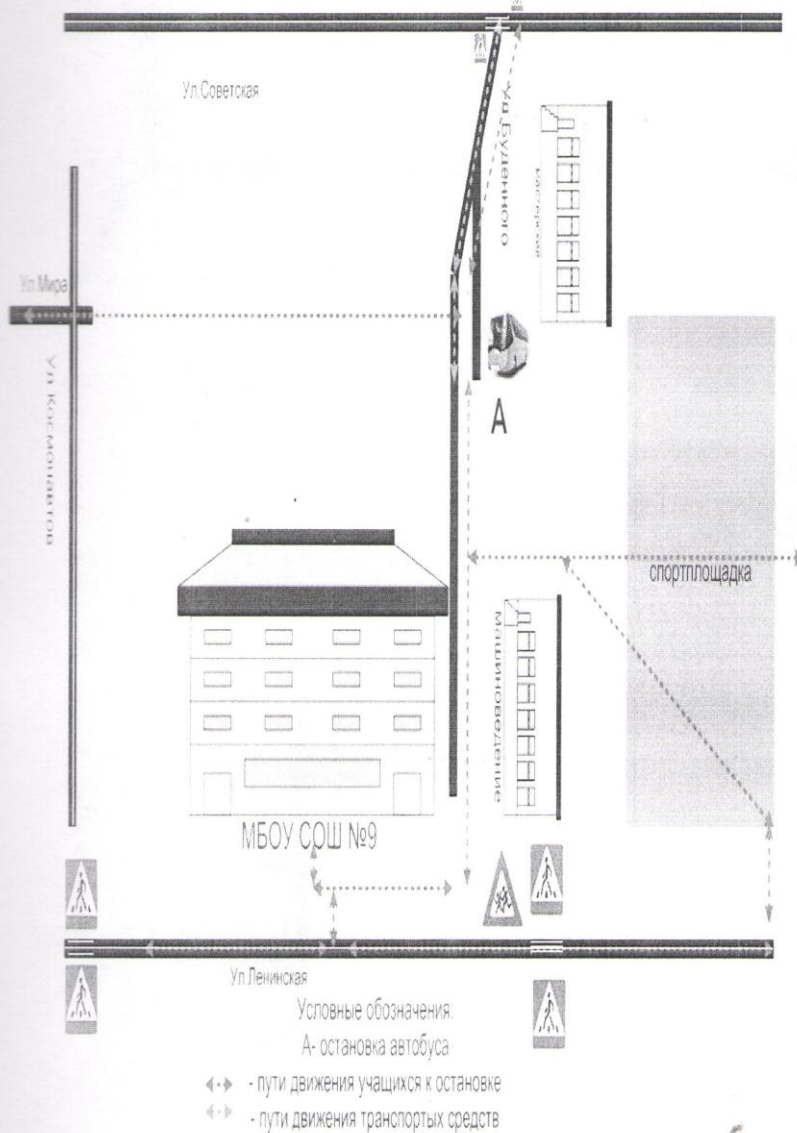 Ул.Советская
Ул.Буденного
мастерские
Ул.Мира
Ул.Космонавтов
А
спортплощадка
машиноведение
МБОУ СОШ №9
Ул.Ленинская
Условные обозначения:
А- остановка автобуса
- пути движения учащихся к остановке
- пути движения транспортых средств